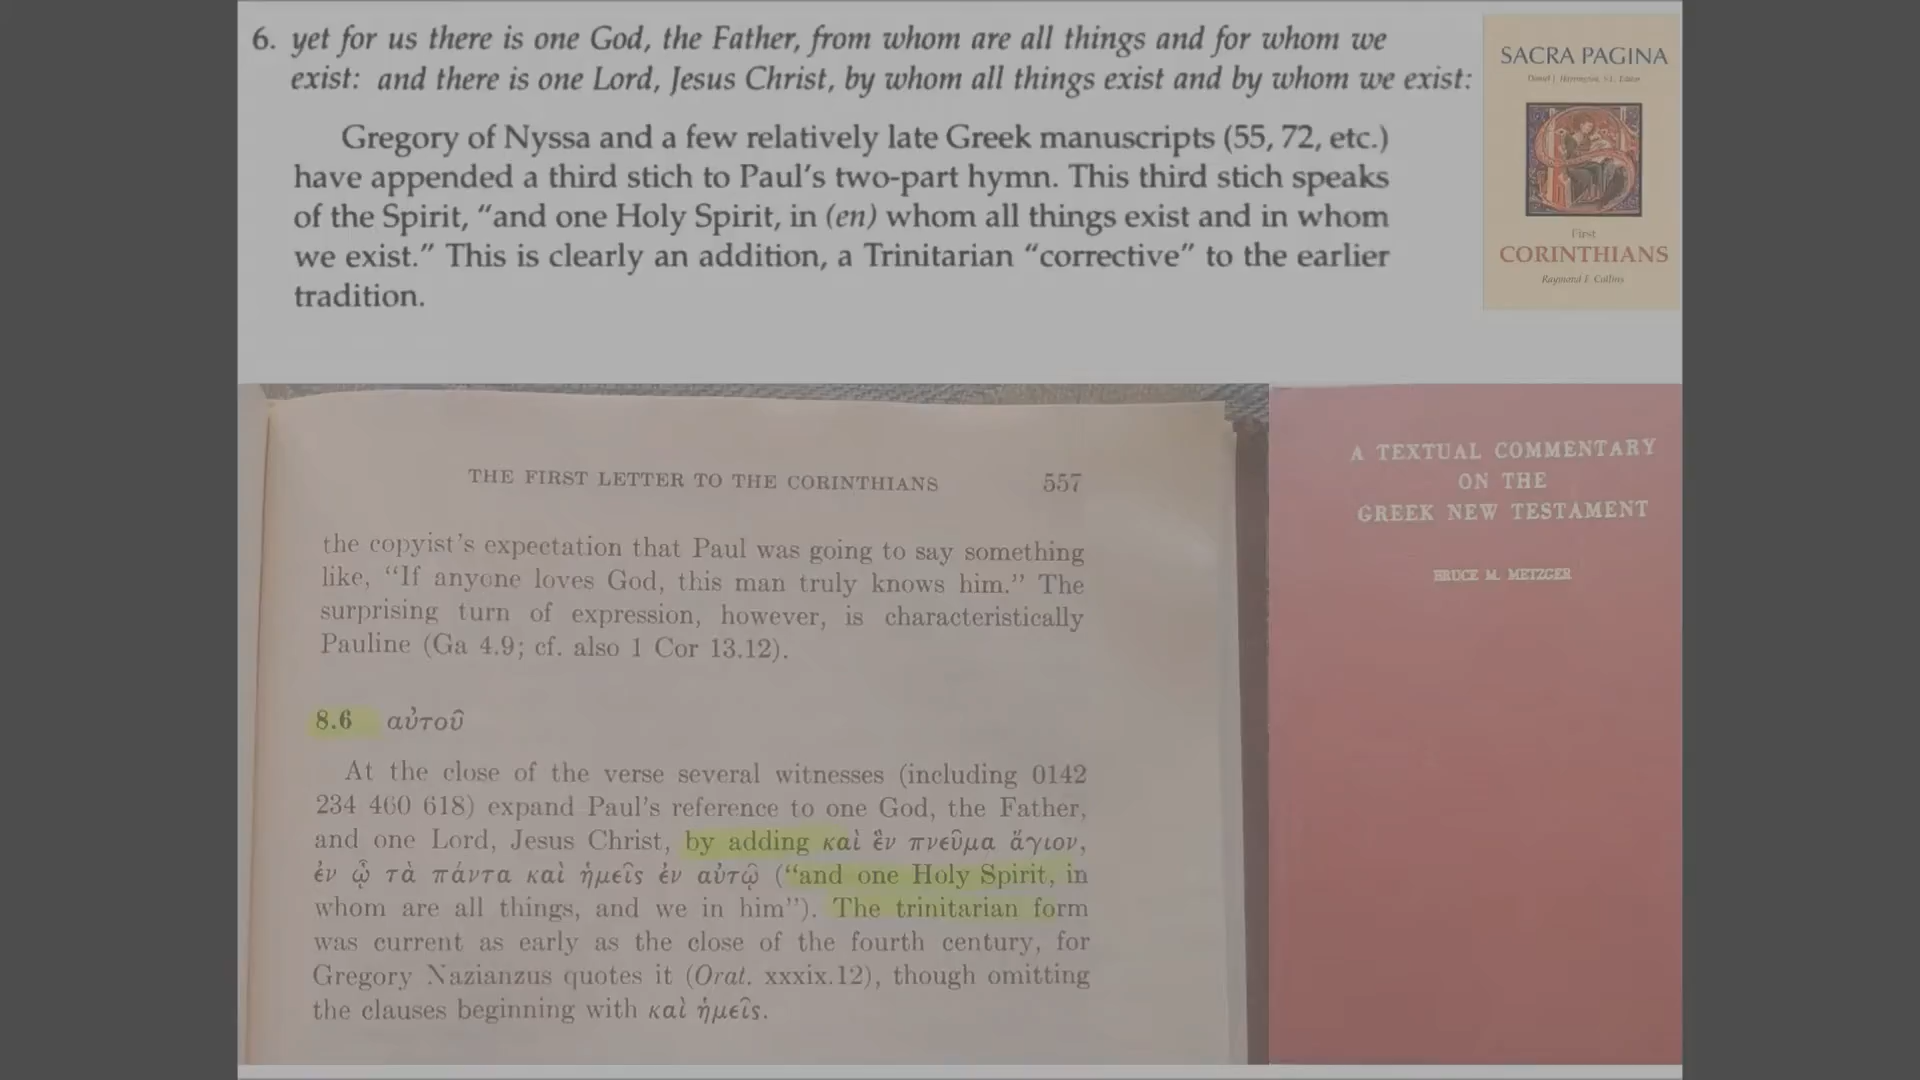 6. yet for us there is one God, the Father, from whom are all things and for whom we
exist: and there is one Lord, Jesus Christ, by whom all things exist and by whom we exist:
Gregory of Nyssa and a few relatively late Greek manuscripts (55, 72, etc.)
have appended a third stich to Paul's two-part hymn. This third stich speaks
of the Spirit, “and one Holy Spirit, in (en) whom all things exist and in whom
we exist.” This is clearly an addition, a Trinitarian “corrective” to the earlier
tradition.
SACRA PAGINA
Daniel J. Harrington, S.J., Editor
First
CORINTHIANS
Raymond F. Collins
THE FIRST LETTER TO THE CORINTHIANS 557
the copyist's expectation that Paul was going to say something
like, “If anyone loves God, this man truly knows him.” The
surprising turn of expression, however, is characteristically
Pauline (Ga 4.9; cf. also 1 Cor 13.12).
8.6 αὐτοῦ
At the close of the verse several witnesses (including 0142
234 460 618) expand Paul's reference to one God, the Father,
and one Lord, Jesus Christ, by adding καὶ ἓν πνεῦμα ἅγιον,
ἐν ᾧ τὰ πάντα καὶ ἡμεῖς ἐν αὐτῷ (“and one Holy Spirit, in
whom are all things, and we in him”). The trinitarian form
was current as early as the close of the fourth century, for
Gregory Nazianzus quotes it (Orat. xxxix.12), though omitting
the clauses beginning with καὶ ἡμεῖς.
A TEXTUAL COMMENTARY
ON THE
GREEK NEW TESTAMENT
BRUCE M. METZGER